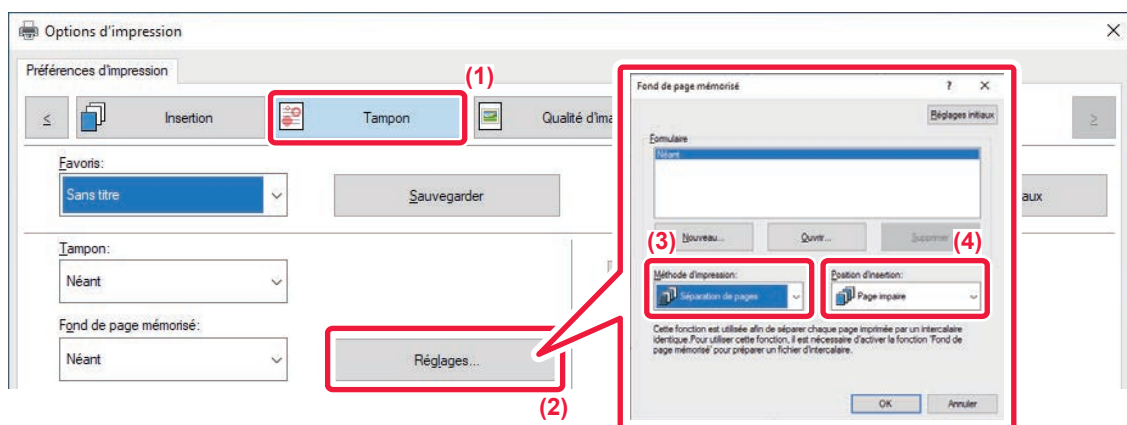 Options d'impression
Préférences d'impression
(1)
< Insertion Tampon Qualité d'ima >
Favoris:
Sans titre
Sauvegarder
aux
Tampon:
Néant
Fond de page mémorisé:
Néant
Réglages...
(2)
Fond de page mémorisé ?
Réglages initiaux
Formulaire
Néant
Nouveau... Ouvrir... Supprimer
(3) (4)
Méthode d'impression: Position d'insertion:
Séparation de pages Page impaire
Cette fonction est utilisée afin de séparer chaque page imprimée par un intercalaire
identique.Pour utiliser cette fonction, il est nécessaire d'activer la fonction 'Fond de
page mémorisé' pour préparer un fichier d'intercalaire.
OK Annuler